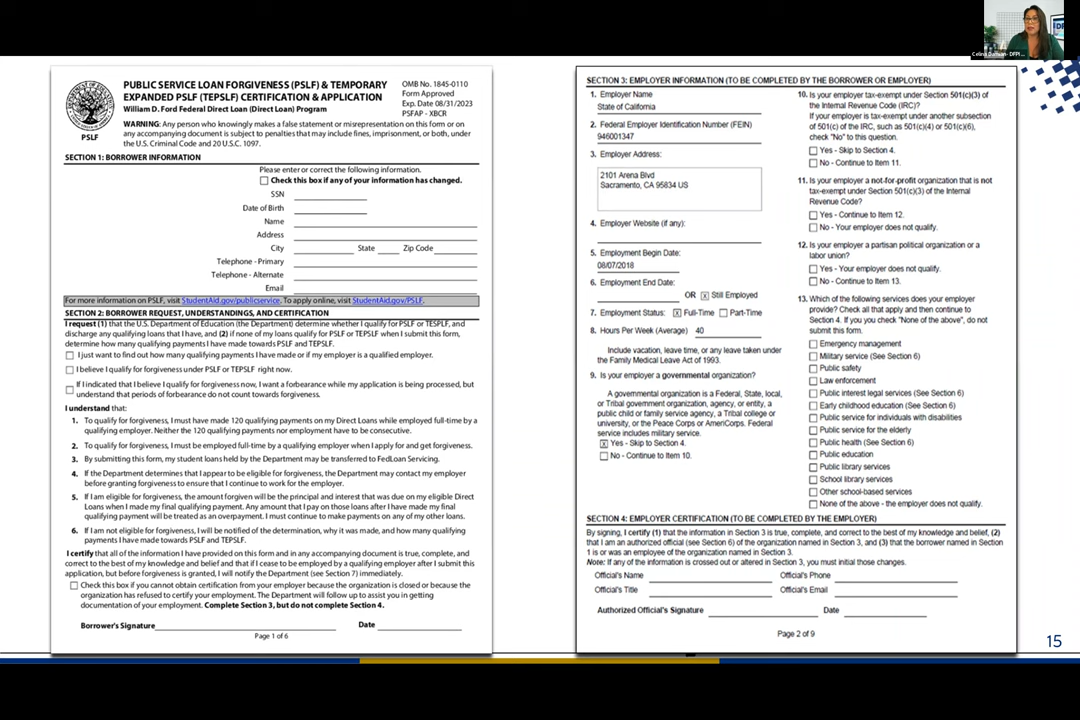 Celina Damian- DFPI...
PSLF
PUBLIC SERVICE LOAN FORGIVENESS (PSLF) & TEMPORARY
EXPANDED PSLF (TEPSLF) CERTIFICATION & APPLICATION
William D. Ford Federal Direct Loan (Direct Loan) Program
OMB No. 1845-0110
Form Approved
Exp. Date 08/31/2023
PSFAP - XBCR
WARNING: Any person who knowingly makes a false statement or misrepresentation on this form or on
any accompanying document is subject to penalties that may include fines, imprisonment, or both, under
the U.S. Criminal Code and 20 U.S.C. 1097.
SECTION 1: BORROWER INFORMATION
Please enter or correct the following information.
Check this box if any of your information has changed.
SSN
Date of Birth
Name
Address
City State Zip Code
Telephone - Primary
Telephone - Alternate
Email
For more information on PSLF, visit StudentAid.gov/publicservice. To apply online, visit StudentAid.gov/PSLF.
SECTION 2: BORROWER REQUEST, UNDERSTANDINGS, AND CERTIFICATION
I request (1) that the U.S. Department of Education (the Department) determine whether I qualify for PSLF or TESPLF, and
discharge any qualifying loans that I have, and (2) if none of my loans qualify for PSLF or TEPSLF when I submit this form,
determine how many qualifying payments I have made towards PSLF and TEPSLF.
I just want to find out how many qualifying payments I have made or if my employer is a qualified employer.
I believe I qualify for forgiveness under PSLF or TEPSLF right now.
If I indicated that I believe I qualify for forgiveness now, I want a forbearance while my application is being processed, but
understand that periods of forbearance do not count towards forgiveness.
I understand that:
1. To qualify for forgiveness, I must have made 120 qualifying payments on my Direct Loans while employed full-time by a
qualifying employer. Neither the 120 qualifying payments nor employment have to be consecutive.
2. To qualify for forgiveness, I must be employed full-time by a qualifying employer when I apply for and get forgiveness.
3. By submitting this form, my student loans held by the Department may be transferred to FedLoan Servicing.
4. If the Department determines that I appear to be eligible for forgiveness, the Department may contact my employer
before granting forgiveness to ensure that I continue to work for the employer.
5. If I am eligible for forgiveness, the amount forgiven will be the principal and interest that was due on my eligible Direct
Loans when I made my final qualifying payment. Any amount that I pay on those loans after I have made my final
qualifying payment will be treated as an overpayment. I must continue to make payments on any of my other loans.
6. If I am not eligible for forgiveness, I will be notified of the determination, why it was made, and how many qualifying
payments I have made towards PSLF and TEPSLF.
I certify that all of the information I have provided on this form and in any accompanying document is true, complete, and
correct to the best of my knowledge and belief and that if I cease to be employed by a qualifying employer after I submit this
application, but before forgiveness is granted, I will notify the Department (see Section 7) immediately.
Check this box if you cannot obtain certification from your employer because the organization is closed or because the
organization has refused to certify your employment. The Department will follow up to assist you in getting
documentation of your employment. Complete Section 3, but do not complete Section 4.
Borrower's Signature Date
Page 1 of 6
SECTION 3: EMPLOYER INFORMATION (TO BE COMPLETED BY THE BORROWER OR EMPLOYER)
1. Employer Name
State of California
2. Federal Employer Identification Number (FEIN)
946001347
3. Employer Address:
2101 Arena Blvd
Sacramento, CA 95834 US
4. Employer Website (if any):
5. Employment Begin Date:
08/07/2018
6. Employment End Date:
OR x Still Employed
7. Employment Status: x Full-Time Part-Time
8. Hours Per Week (Average) 40
Include vacation, leave time, or any leave taken under
the Family Medical Leave Act of 1993.
9. Is your employer a governmental organization?
A governmental organization is a Federal, State, local,
or Tribal government organization, agency, or entity, a
public child or family service agency, a Tribal college or
university, or the Peace Corps or AmeriCorps. Federal
service includes military service.
x Yes - Skip to Section 4.
No - Continue to Item 10.
10. Is your employer tax-exempt under Section 501(c)(3) of
the Internal Revenue Code (IRC)?
If your employer is tax-exempt under another subsection
of 501(c) of the IRC, such as 501(c)(4) or 501(c)(6),
check "No" to this question.
Yes - Skip to Section 4.
No - Continue to Item 11.
11. Is your employer a not-for-profit organization that is not
tax-exempt under Section 501(c)(3) of the Internal
Revenue Code?
Yes - Continue to Item 12.
No - Your employer does not qualify.
12. Is your employer a partisan political organization or a
labor union?
Yes - Your employer does not qualify.
No - Continue to Item 13.
13. Which of the following services does your employer
provide? Check all that apply and then continue to
Section 4. If you you check "None of the above", do not
submit this form.
Emergency management
Military service (See Section 6)
Public safety
Law enforcement
Public interest legal services (See Section 6)
Early childhood education (See Section 6)
Public service for individuals with disabilities
Public service for the elderly
Public health (See Section 6)
Public education
Public library services
School library services
Other school-based services
None of the above - the employer does not qualify.
SECTION 4: EMPLOYER CERTIFICATION (TO BE COMPLETED BY THE EMPLOYER)
By signing, I certify (1) that the information in Section 3 is true, complete, and correct to the best of my knowledge and belief, (2)
that I am an authorized official (see Section 6) of the organization named in Section 3, and (3) that the borrower named in Section
1 is or was an employee of the organization named in Section 3.
Note: If any of the information is crossed out or altered in Section 3, you must initial those changes.
Official's Name Official's Phone
Official's Title Official's Email
Authorized Official's Signature Date
Page 2 of 9
15